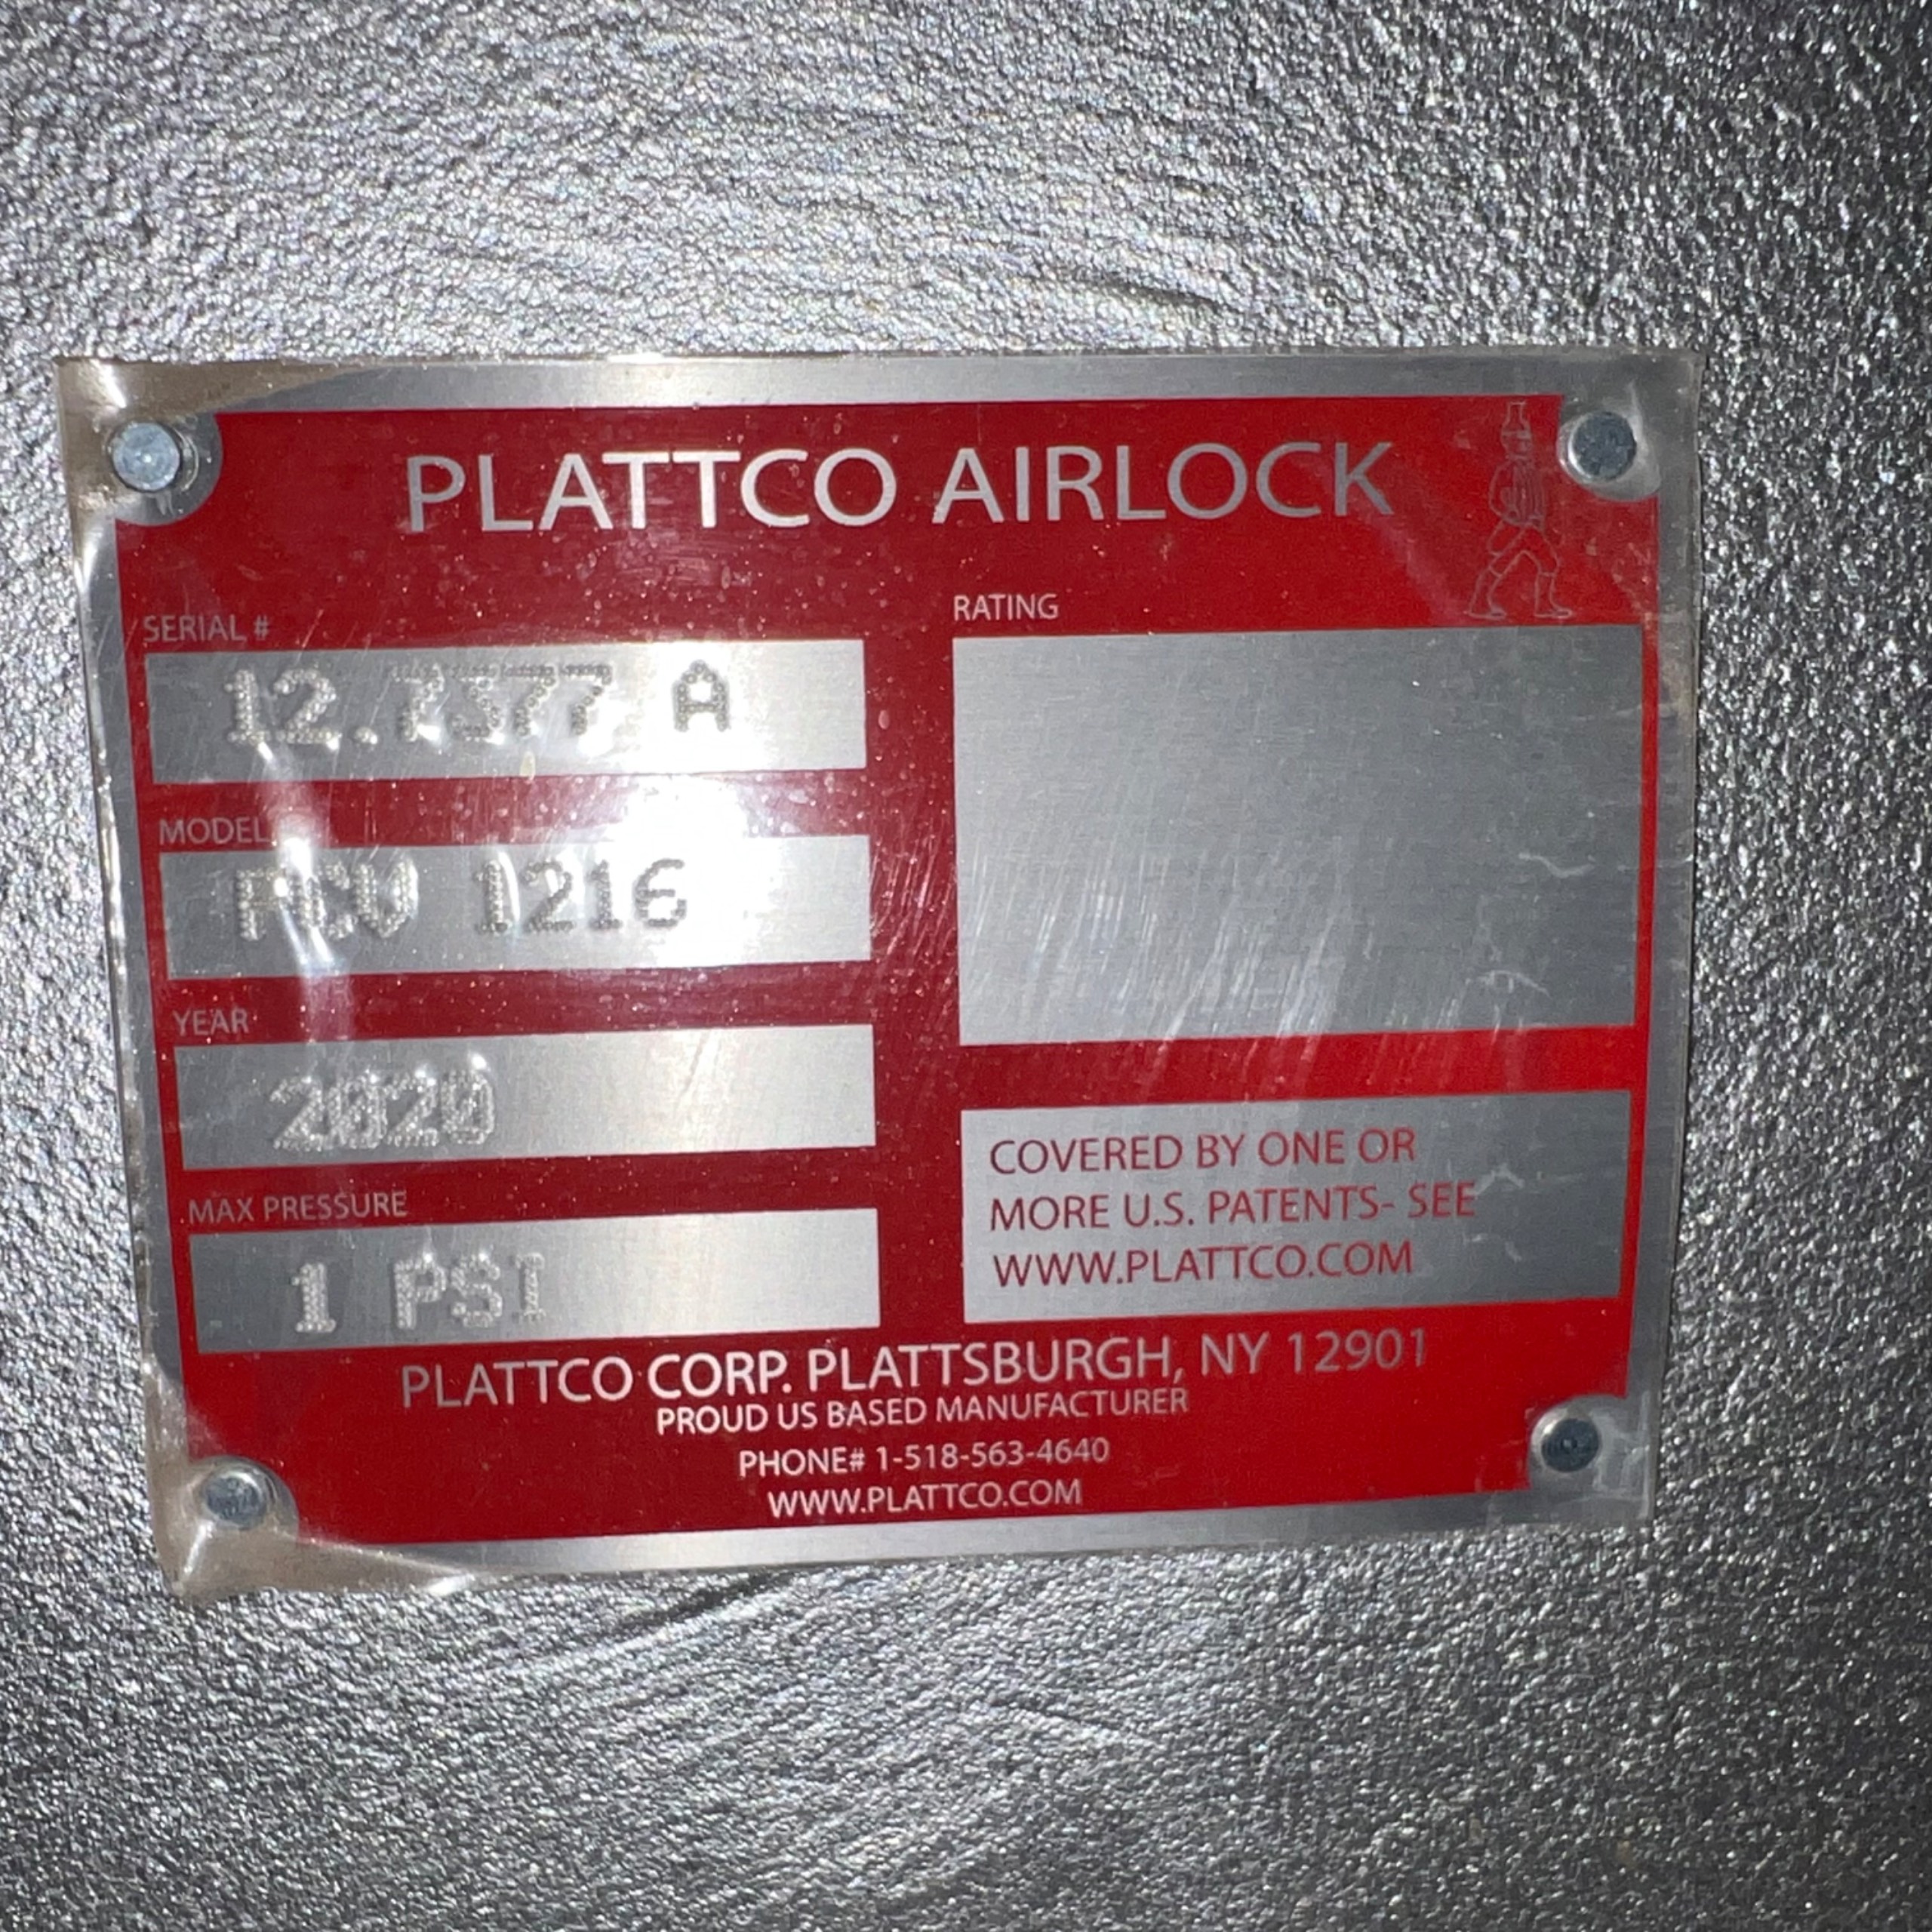 PLATTCO AIRLOCK
SERIAL #
12.7377 A
RATING
MODEL
1216
YEAR
2020
MAX PRESSURE
1 PSI
COVERED BY ONE OR
MORE U.S. PATENTS- SEE
WWW.PLATTCO.COM
PLATTCO CORP. PLATTSBURGH, NY 12901
PROUD US BASED MANUFACTURER
PHONE# 1-518-563-4640
WWW.PLATTCO.COM